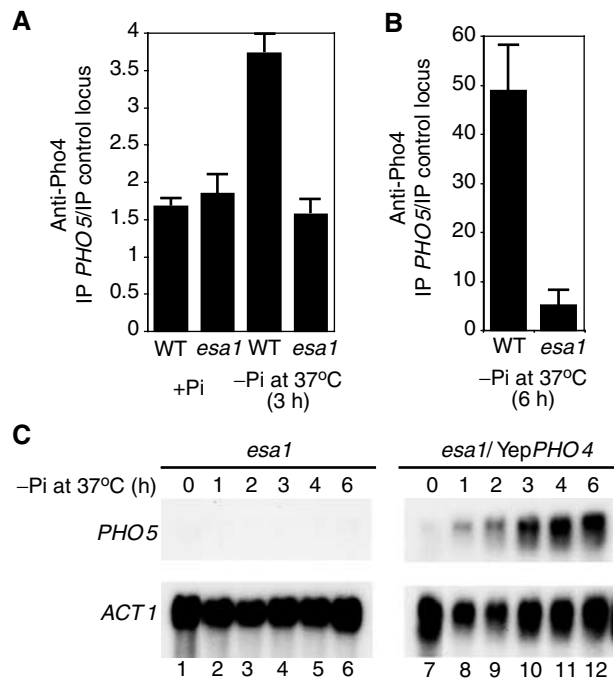 A
Anti-Pho4
IP PHO5/IP control locus
4
3.5
3
2.5
2
1.5
1
0.5
0
WT esa1 WT esa1
+Pi –Pi at 37ºC
(3 h)
B
Anti-Pho4
IP PHO5/IP control locus
60
50
40
30
20
10
0
WT esa1
–Pi at 37ºC
(6 h)
C
esa1 esa1/YepPHO4
–Pi at 37ºC (h) 0 1 2 3 4 6 0 1 2 3 4 6
PHO5
ACT1
1 2 3 4 5 6 7 8 9 10 11 12